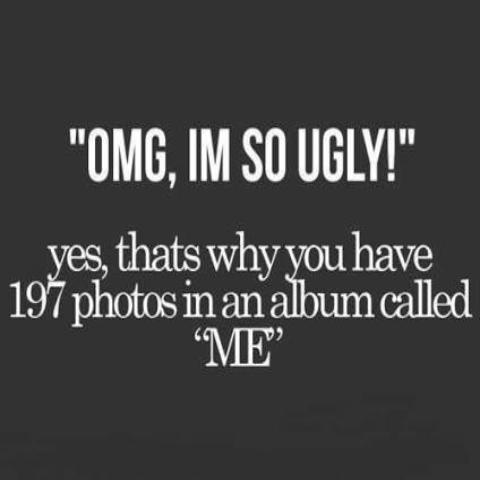 "OMG, IM SO UGLY!"
yes, thats why you have
197 photos in an album called
“ME”